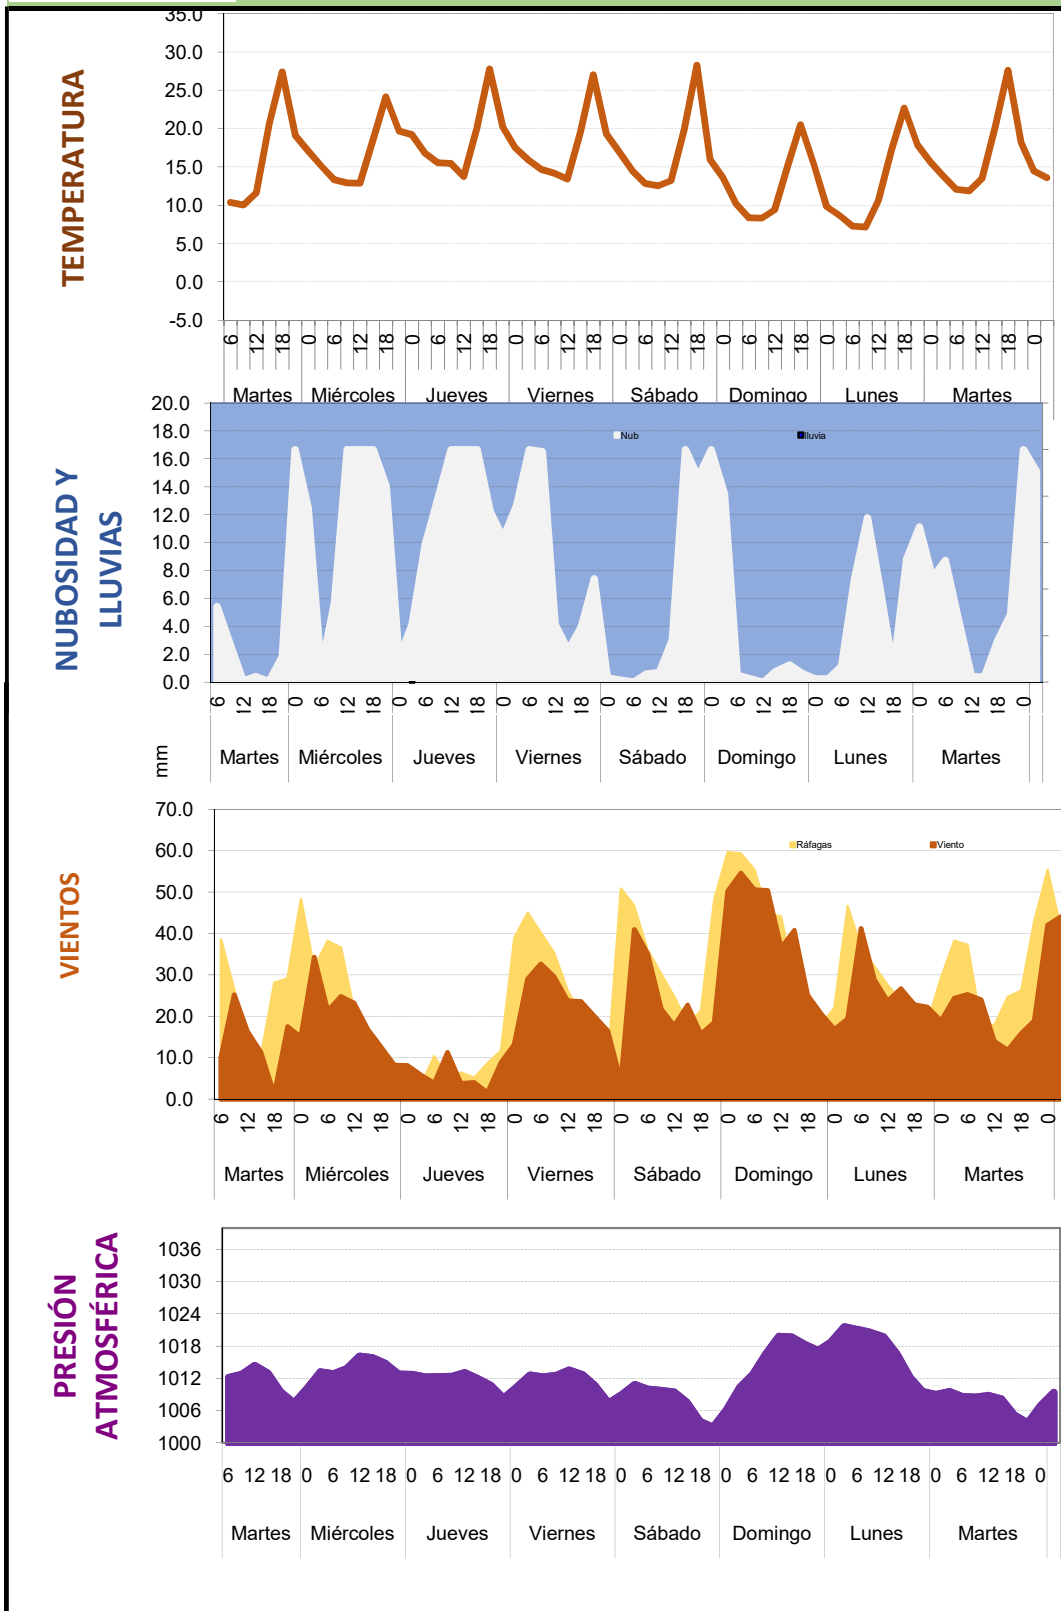 TEMPERATURA
35.0
30.0
25.0
20.0
15.0
10.0
5.0
0.0
-5.0
6 12 18 0 6 12 18 0 6 12 18 0 6 12 18 0 6 12 18 0 6 12 18 0 6 12 18 0 6 12 18 0
Martes Miércoles Jueves Viernes Sábado Domingo Lunes Martes
NUBOSIDAD Y
LLUVIAS
20.0
18.0
16.0
14.0
12.0
10.0
8.0
6.0
4.0
2.0
0.0
Nub lluvia
6 12 18 0 6 12 18 0 6 12 18 0 6 12 18 0 6 12 18 0 6 12 18 0 6 12 18 0 6 12 18 0
mm
Martes Miércoles Jueves Viernes Sábado Domingo Lunes Martes
VIENTOS
70.0
60.0
50.0
40.0
30.0
20.0
10.0
0.0
Ráfagas Viento
6 12 18 0 6 12 18 0 6 12 18 0 6 12 18 0 6 12 18 0 6 12 18 0 6 12 18 0 6 12 18 0
Martes Miércoles Jueves Viernes Sábado Domingo Lunes Martes
PRESIÓN
ATMOSFÉRICA
1036
1030
1024
1018
1012
1006
1000
6 12 18 0 6 12 18 0 6 12 18 0 6 12 18 0 6 12 18 0 6 12 18 0 6 12 18 0 6 12 18 0
Martes Miércoles Jueves Viernes Sábado Domingo Lunes Martes